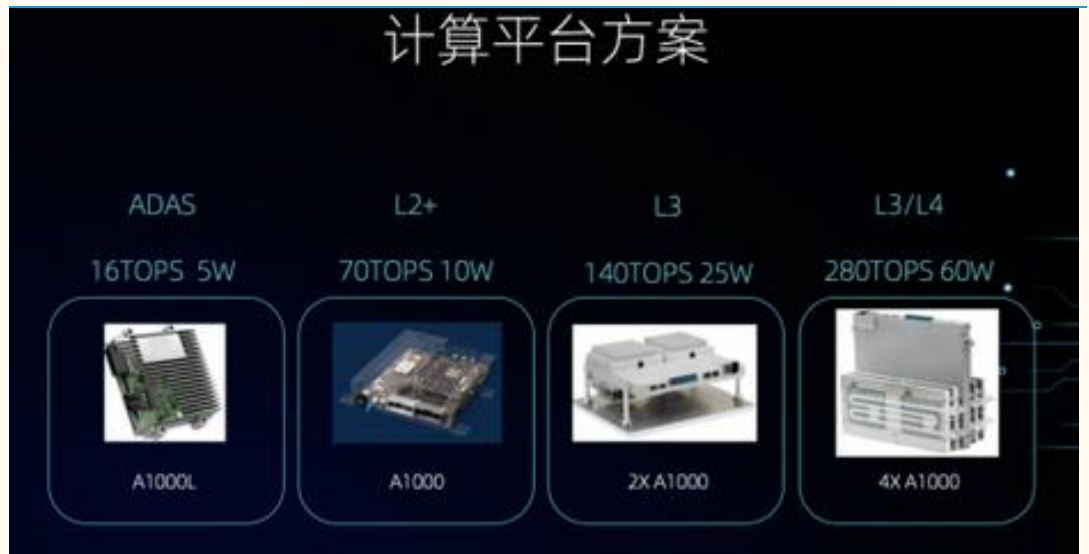 计算平台方案
ADAS
L2+
L3
L3/L4
16TOPS 5W
70TOPS 10W
140TOPS 25W
280TOPS 60W
A1000L
A1000
2X A1000
4X A1000